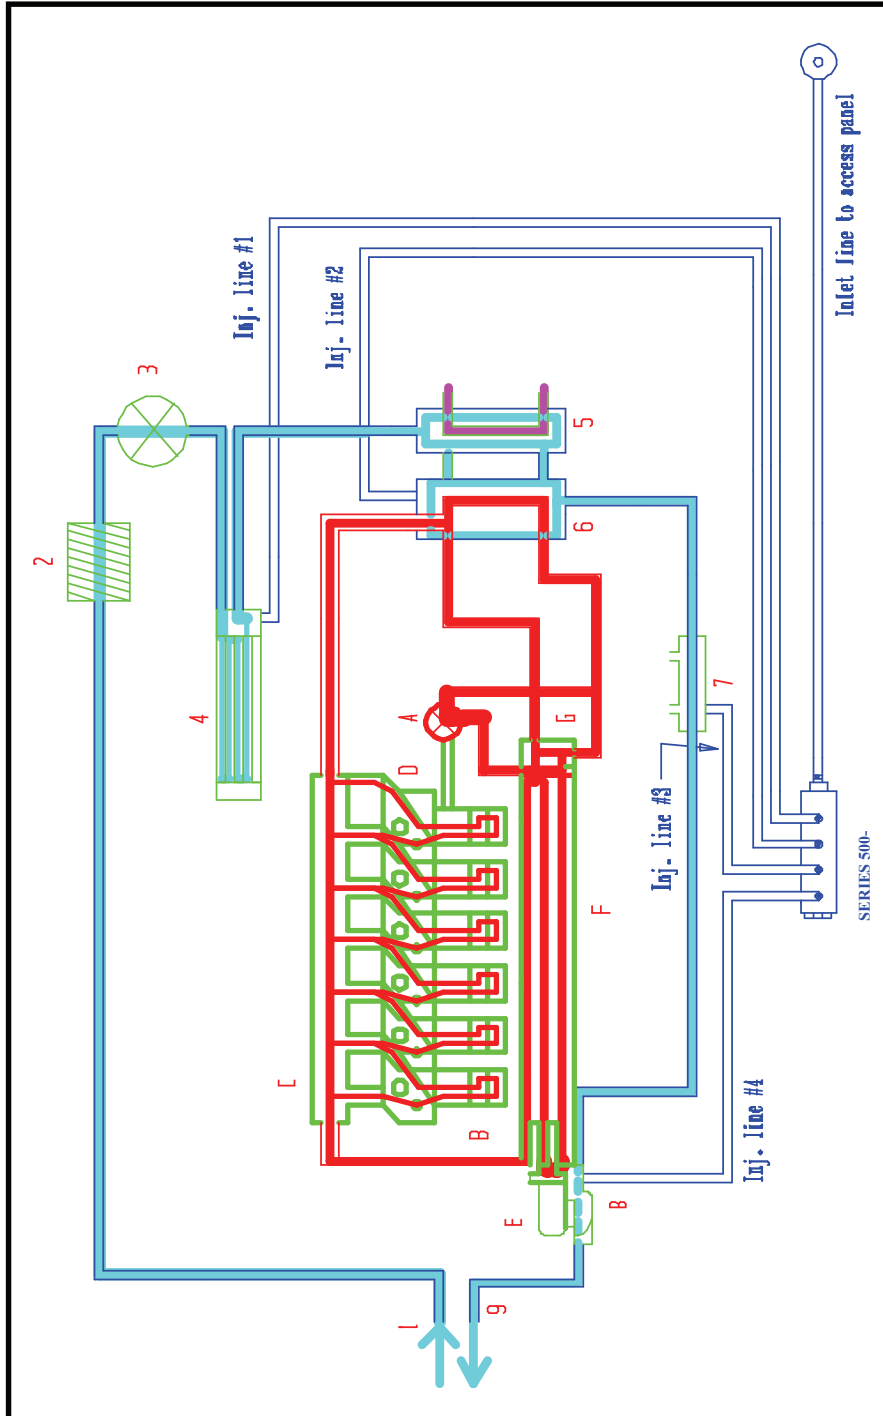 Inlet line to access panel
Inj. line #1
Inj. line #2
3
5
2
6
4
7
A
G
D
Inj. line #3
SERIES 500-
F
C
B
Inj. line #4
E
B
1
9